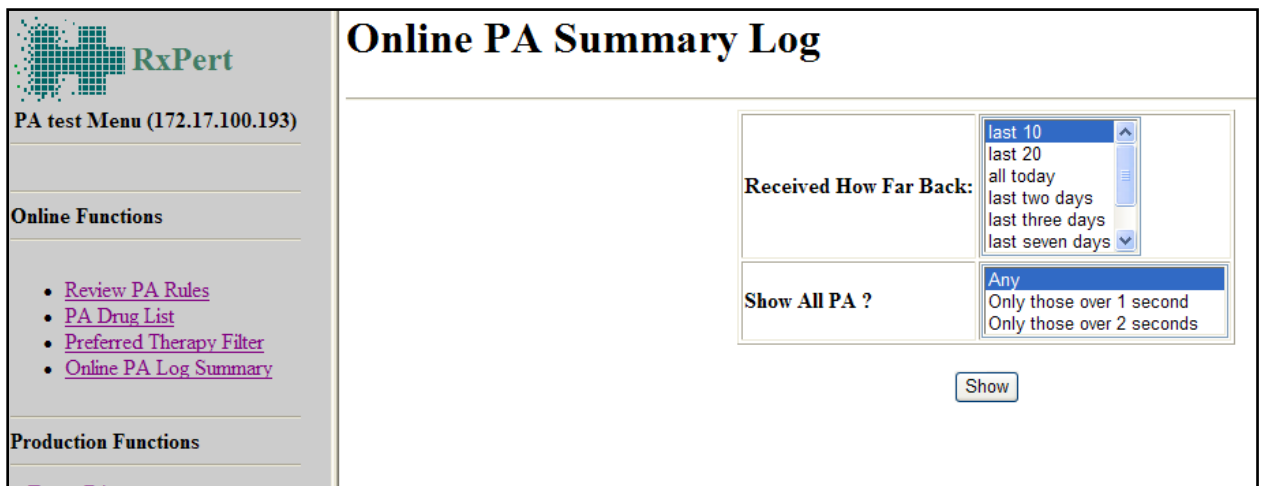 RxPert
PA test Menu (172.17.100.193)
Online Functions
Review PA Rules
PA Drug List
Preferred Therapy Filter
Online PA Log Summary
Production Functions
Online PA Summary Log
Received How Far Back:
last 10
last 20
all today
last two days
last three days
last seven days
Show All PA ?
Any
Only those over 1 second
Only those over 2 seconds
Show